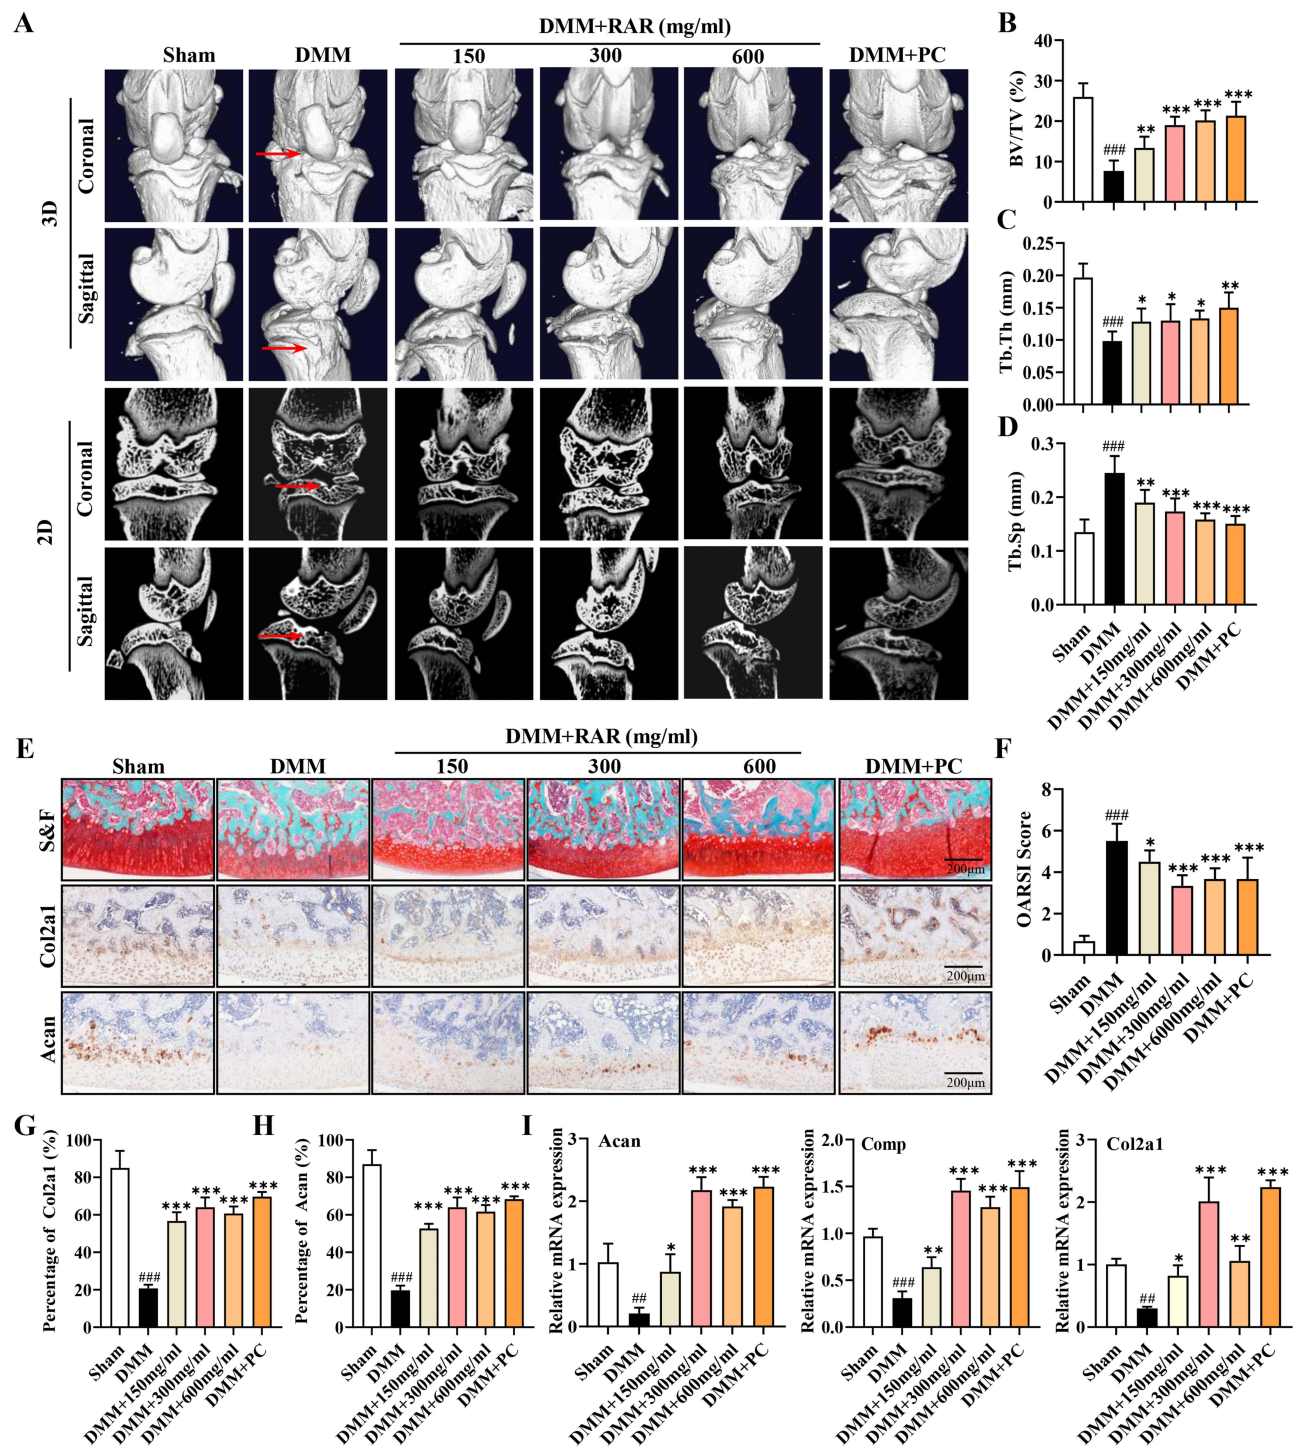 A
DMM+RAR (mg/ml)
Sham
DMM
150
300
600
DMM+PC
3D
Coronal
Sagittal
2D
Coronal
Sagittal
B
BV/TV (%)
40
30
20
10
0
###
**
***
***
***
C
Tb.Th (mm)
0.25
0.20
0.15
0.10
0.05
0.00
###
*
*
*
**
D
Tb.Sp (mm)
0.3
0.2
0.1
0.0
###
**
***
***
***
Sham
DMM
DMM+150mg/ml
DMM+300mg/ml
DMM+600mg/ml
DMM+PC
E
DMM+RAR (mg/ml)
Sham
DMM
150
300
600
DMM+PC
S&F
200μm
Col2a1
200μm
Acan
200μm
F
OARSI Score
8
6
4
2
0
###
*
***
***
***
Sham
DMM
DMM+150mg/ml
DMM+300mg/ml
DMM+6000mg/ml
DMM+PC
G
Percentage of Col2a1 (%)
100
80
60
40
20
0
###
***
***
***
***
Sham
DMM
DMM+150mg/ml
DMM+300mg/ml
DMM+600mg/ml
DMM+PC
H
Percentage of Acan (%)
100
80
60
40
20
0
###
***
***
***
***
Sham
DMM
DMM+150mg/ml
DMM+300mg/ml
DMM+600mg/ml
DMM+PC
I
Acan
Relative mRNA expression
3
2
1
0
##
*
***
***
***
Sham
DMM
DMM+150mg/ml
DMM+300mg/ml
DMM+600mg/ml
DMM+PC
Comp
Relative mRNA expression
2.0
1.5
1.0
0.5
0.0
###
**
***
***
***
Sham
DMM
DMM+150mg/ml
DMM+300mg/ml
DMM+600mg/ml
DMM+PC
Col2a1
Relative mRNA expression
3
2
1
0
##
*
***
**
***
Sham
DMM
DMM+150mg/ml
DMM+300mg/ml
DMM+600mg/ml
DMM+PC